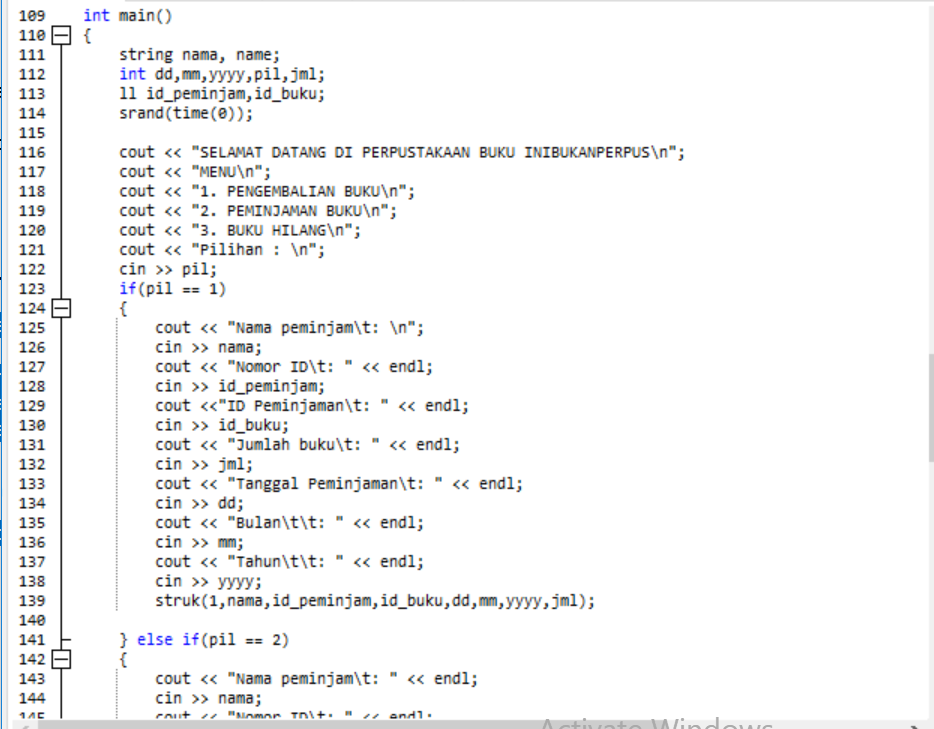 109 int main()
110 {
111 string nama, name;
112 int dd,mm,yyyy,pil,jml;
113 ll id_peminjam,id_buku;
114 srand(time(0));
115
116 cout << "SELAMAT DATANG DI PERPUSTAKAAN BUKU INIBUKANPERPUS\n";
117 cout << "MENU\n";
118 cout << "1. PENGEMBALIAN BUKU\n";
119 cout << "2. PEMINJAMAN BUKU\n";
120 cout << "3. BUKU HILANG\n";
121 cout << "Pilihan : \n";
122 cin >> pil;
123 if(pil == 1)
124 {
125 cout << "Nama peminjam\t: \n";
126 cin >> nama;
127 cout << "Nomor ID\t: " << endl;
128 cin >> id_peminjam;
129 cout <<"ID Peminjaman\t: " << endl;
130 cin >> id_buku;
131 cout << "Jumlah buku\t: " << endl;
132 cin >> jml;
133 cout << "Tanggal Peminjaman\t: " << endl;
134 cin >> dd;
135 cout << "Bulan\t\t: " << endl;
136 cin >> mm;
137 cout << "Tahun\t\t: " << endl;
138 cin >> yyyy;
139 struk(1,nama,id_peminjam,id_buku,dd,mm,yyyy,jml);
140
141 } else if(pil == 2)
142 {
143 cout << "Nama peminjam\t: " << endl;
144 cin >> nama;
145 cout << "Nomor ID\t: " << endl;
Activate Windows